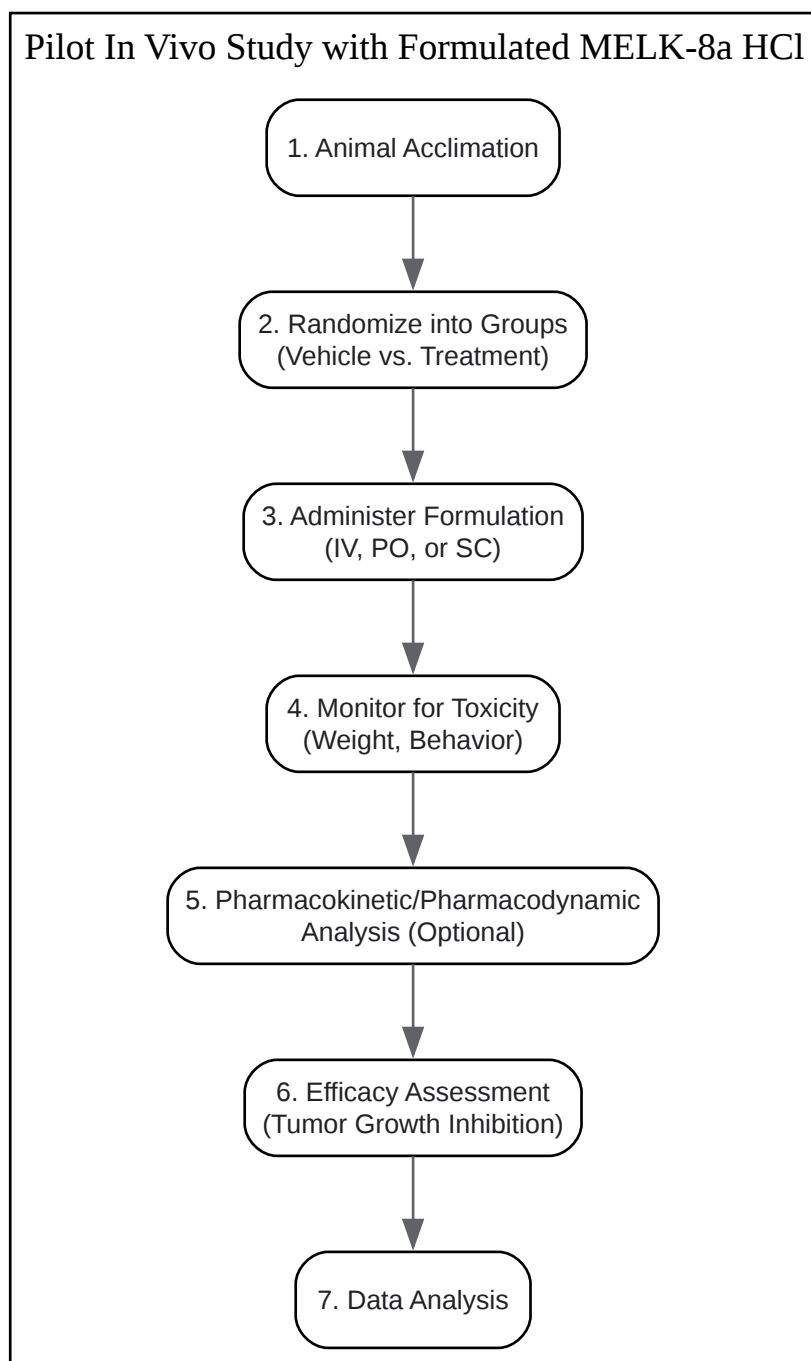 Pilot In Vivo Study with Formulated MELK-8a HCl
1. Animal Acclimation
2. Randomize into Groups
(Vehicle vs. Treatment)
3. Administer Formulation
(IV, PO, or SC)
4. Monitor for Toxicity
(Weight, Behavior)
5. Pharmacokinetic/Pharmacodynamic
Analysis (Optional)
6. Efficacy Assessment
(Tumor Growth Inhibition)
7. Data Analysis